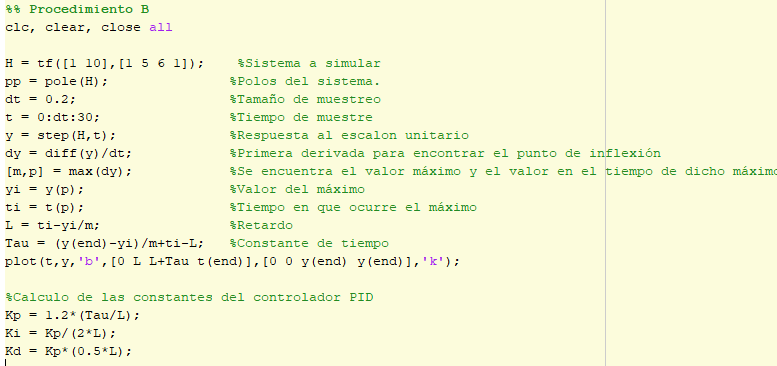 %% Procedimiento B
clc, clear, close all
H = tf([1 10],[1 5 6 1]); %Sistema a simular
pp = pole(H); %Polos del sistema.
dt = 0.2; %Tamaño de muestreo
t = 0:dt:30; %Tiempo de muestre
y = step(H,t); %Respuesta al escalon unitario
dy = diff(y)/dt; %Primera derivada para encontrar el punto de inflexión
[m,p] = max(dy); %Se encuentra el valor máximo y el valor en el tiempo de dicho máximo
yi = y(p); %Valor del máximo
ti = t(p); %Tiempo en que ocurre el máximo
L = ti-yi/m; %Retardo
Tau = (y(end)-yi)/m+ti-L; %Constante de tiempo
plot(t,y,'b',[0 L L+Tau t(end)],[0 0 y(end) y(end)],'k');
%Calculo de las constantes del controlador PID
Kp = 1.2*(Tau/L);
Ki = Kp/(2*L);
Kd = Kp*(0.5*L);